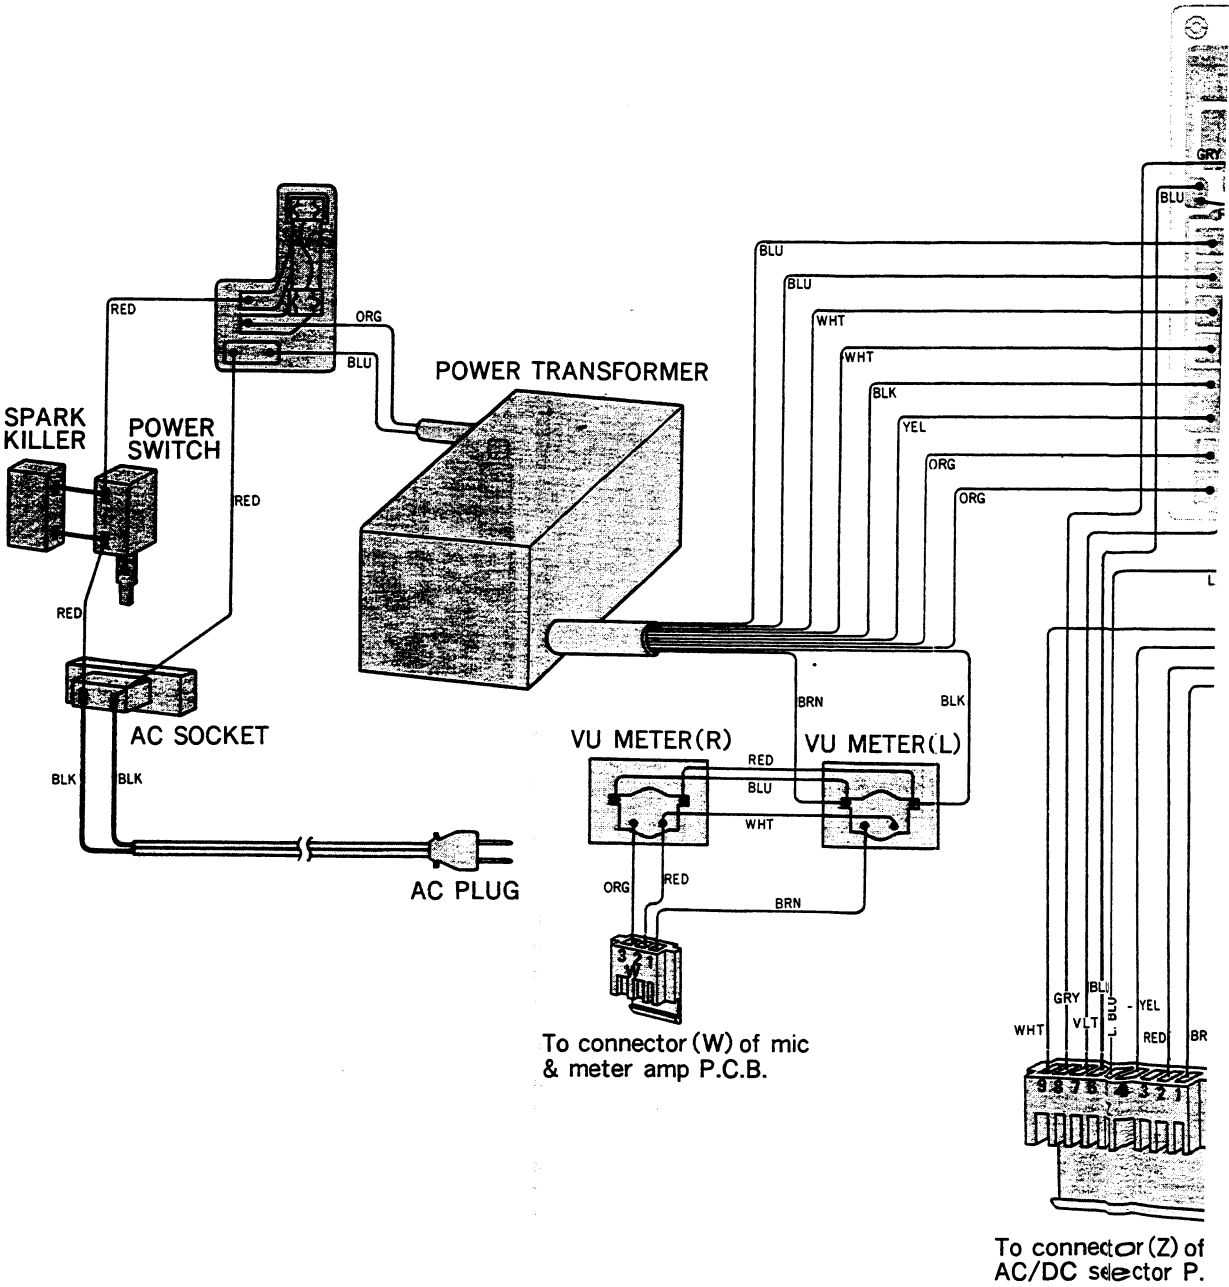 GRY
BLU
BLU
BLU
WHT
WHT
BLK
YEL
ORG
ORG
L
RED
ORG
BLU
POWER TRANSFORMER
SPARK
KILLER
POWER
SWITCH
RED
RED
AC SOCKET
BLK
BLK
AC PLUG
BRN
BLK
VU METER(R)
VU METER(L)
RED
BLU
WHT
ORG
RED
BRN
3 2 1
W
To connector (W) of mic
& meter amp P.C.B.
WHT
GRY
VLT
BLU
L. BLU
YEL
RED
BR
9 8 7 6 5 4 3 2 1
To connector (Z) of
AC/DC selector P.